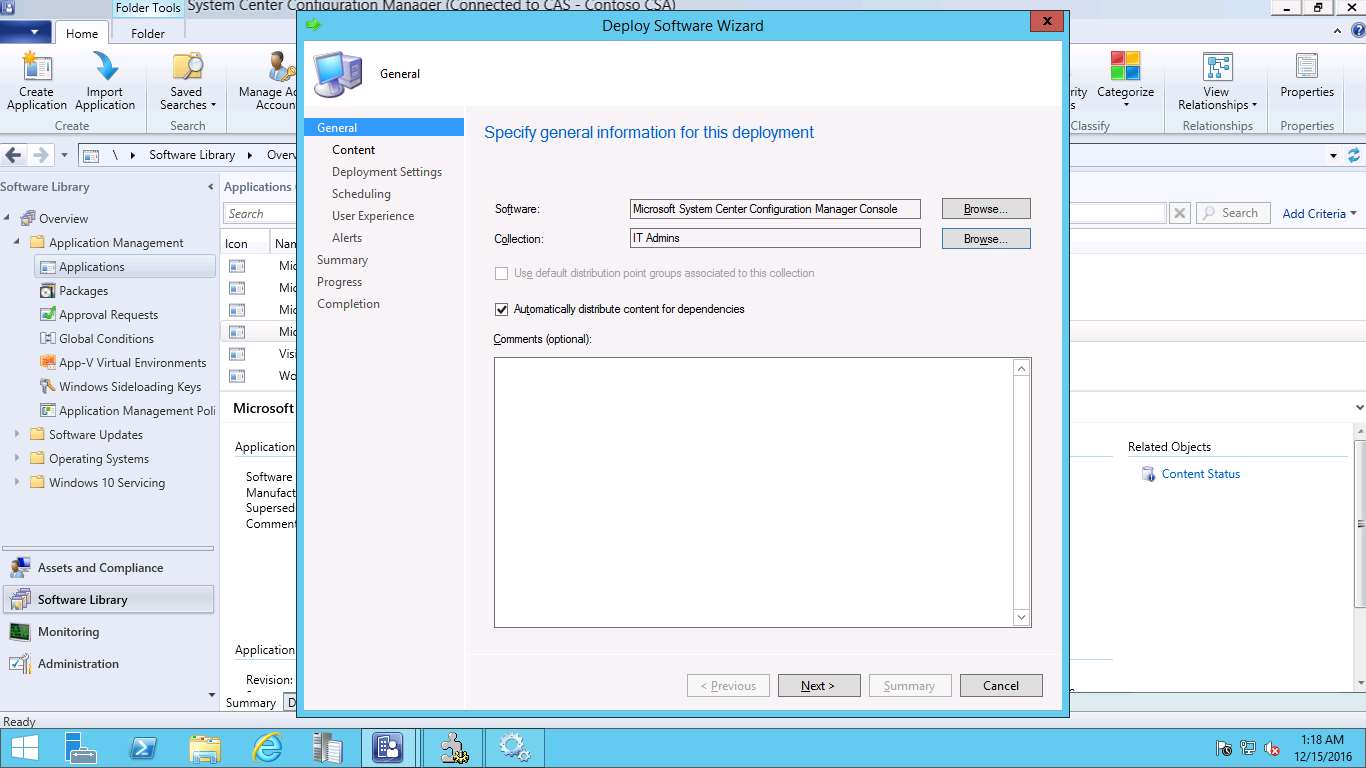 Folder Tools
System Center Configuration Manager (Connected to CAS - Contoso CSA)
Home
Folder
Create Application
Import Application
Saved Searches
Manage
Create
Search
Categorize
View Relationships
Properties
Classify
Relationships
Properties
\ Software Library
Software Library
Applications
Search
Search
Add Criteria
Icon
Overview
Application Management
Applications
Packages
Approval Requests
Global Conditions
App-V Virtual Environments
Windows Sideloading Keys
Application Management Poli
Software Updates
Operating Systems
Windows 10 Servicing
Assets and Compliance
Software Library
Monitoring
Administration
Ready
Mic
Mic
Mic
Mic
Visi
Wo
Microsoft
Application
Software
Manufact
Supersed
Comment
Application
Revision:
Summary
Related Objects
Content Status
Deploy Software Wizard
x
General
General
Content
Deployment Settings
Scheduling
User Experience
Alerts
Summary
Progress
Completion
Specify general information for this deployment
Software:
Microsoft System Center Configuration Manager Console
Browse...
Collection:
IT Admins
Browse...
Use default distribution point groups associated to this collection
Automatically distribute content for dependencies
Comments (optional):
< Previous
Next >
Summary
Cancel
1:18 AM
12/15/2016